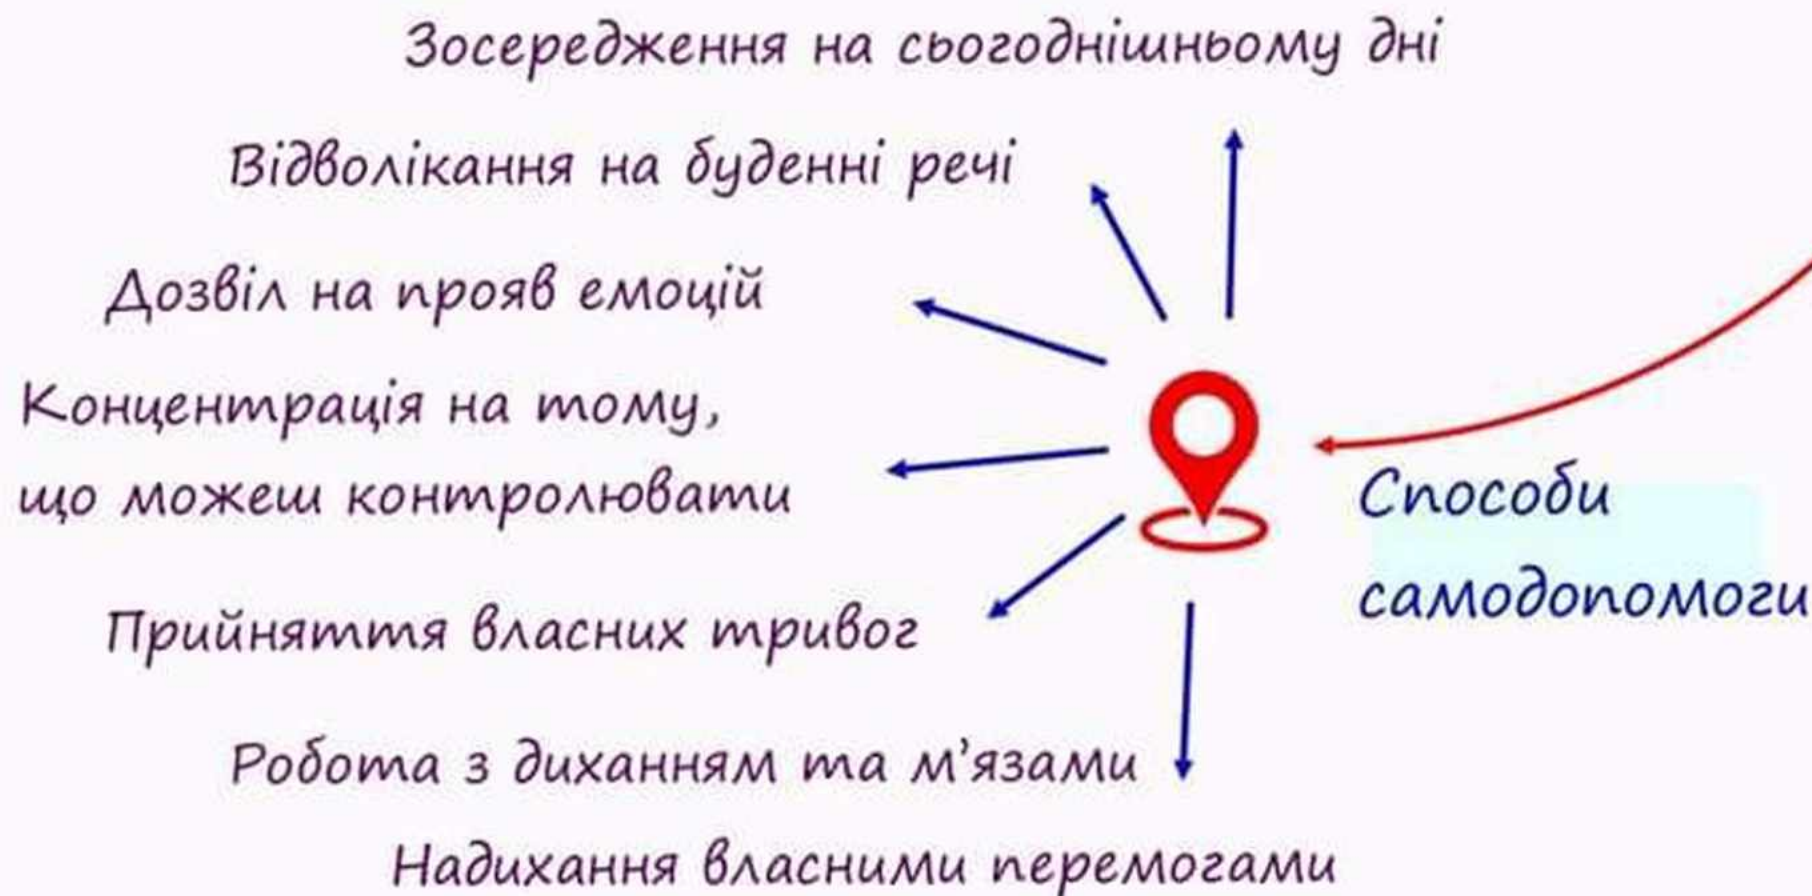 Зосередження на сьогоднішньому дні
Відволікання на буденні речі
Дозвіл на прояв емоцій
Концентрація на тому,
що можеш контролювати
Прийняття власних тривог
Робота з диханням та м'язами
Надихання власними перемогами
Способи
самодопомоги